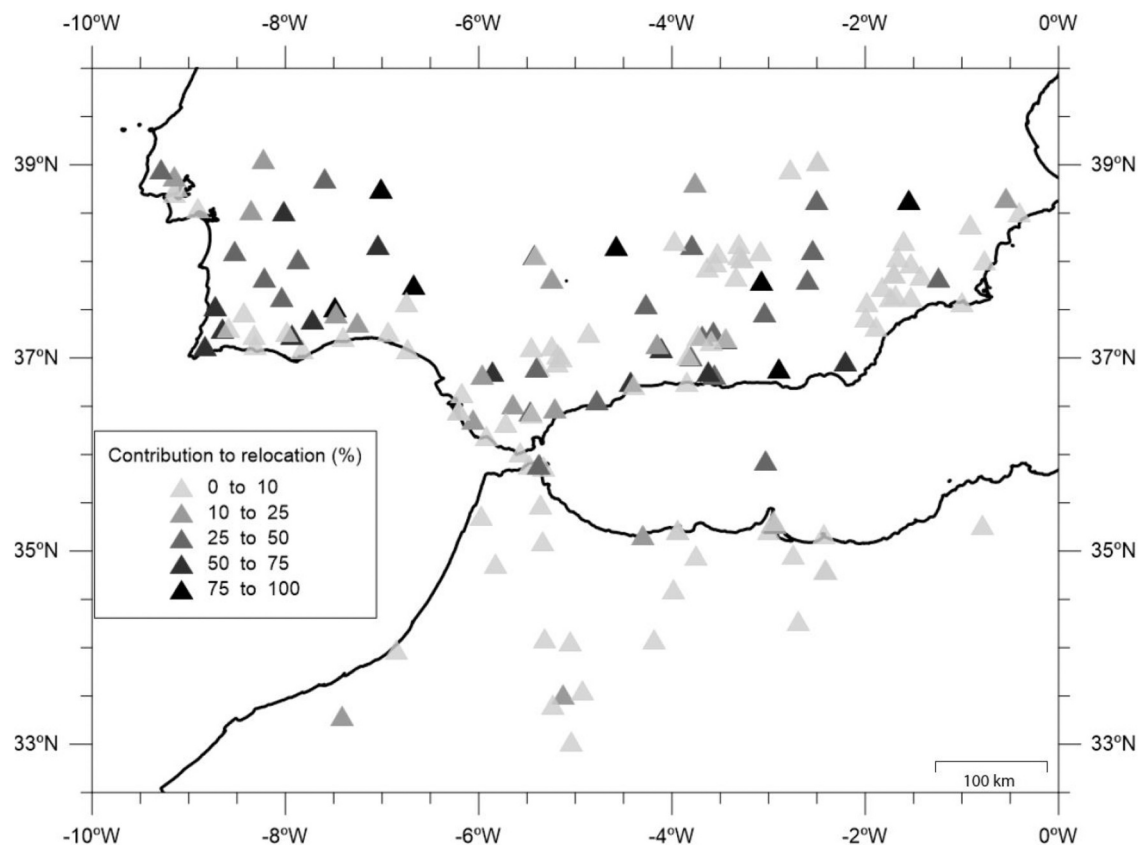 -10ºW -8ºW -6ºW -4ºW -2ºW 0ºW
39ºN 39ºN
37ºN 37ºN
Contribution to relocation (%)
0 to 10
10 to 25
25 to 50
50 to 75
75 to 100
35ºN 35ºN
33ºN 33ºN
100 km
-10ºW -8ºW -6ºW -4ºW -2ºW 0ºW